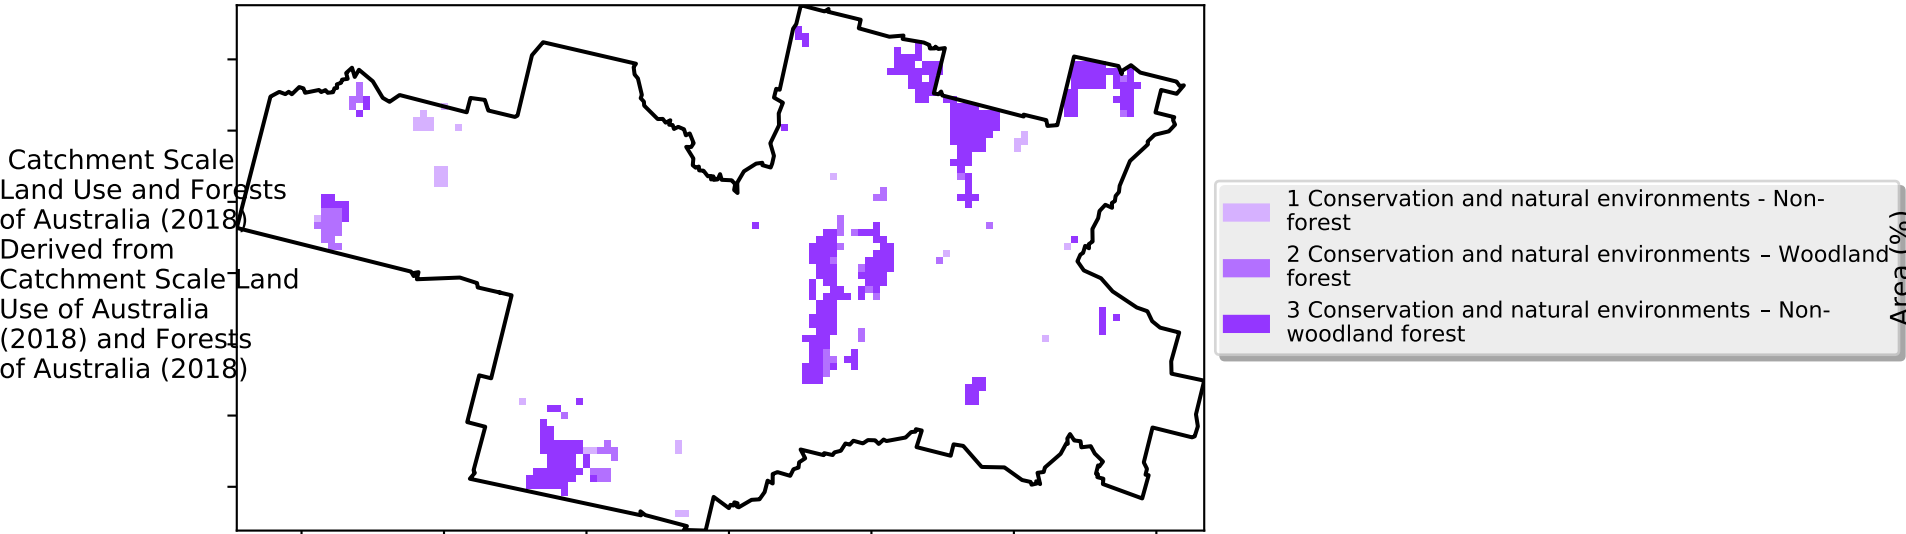 Catchment Scale
Land Use and Forests
of Australia (2018)
Derived from
Catchment Scale Land
Use of Australia
(2018) and Forests
of Australia (2018)
1 Conservation and natural environments - Non-
forest
2 Conservation and natural environments – Woodland
forest
3 Conservation and natural environments – Non-
woodland forest
Area (%)